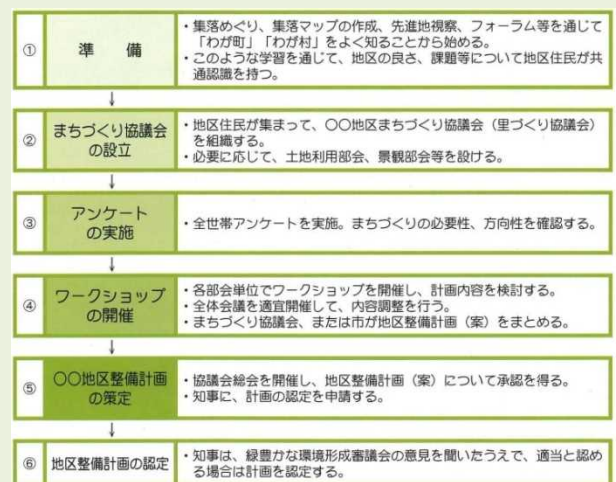 ①
準　備
・集落めぐり、集落マップの作成、先進地視察、フォーラム等を通じて
「わが町」「わが村」をよく知ることから始める。
・このような学習を通じて、地区の良さ、課題等について地区住民が共
通認識を持つ。
↓
②
まちづくり協議会
の設立
・地区住民が集まって、〇〇地区まちづくり協議会（里づくり協議会）
を組織する。
・必要に応じて、土地利用部会、景観部会等を設ける。
↓
③
アンケート
の実施
・全世帯アンケートを実施。まちづくりの必要性、方向性を確認する。
↓
④
ワークショップ
の開催
・各部会単位でワークショップを開催し、計画内容を検討する。
・全体会議を適宜開催して、内容調整を行う。
・まちづくり協議会、または市が地区整備計画（案）をまとめる。
↓
⑤
〇〇地区整備計画
の策定
・協議会総会を開催し、地区整備計画（案）について承認を得る。
・知事に、計画の認定を申請する。
↓
⑥
地区整備計画の認定
・知事は、緑豊かな環境形成審議会の意見を聞いたうえで、適当と認め
る場合は計画を認定する。